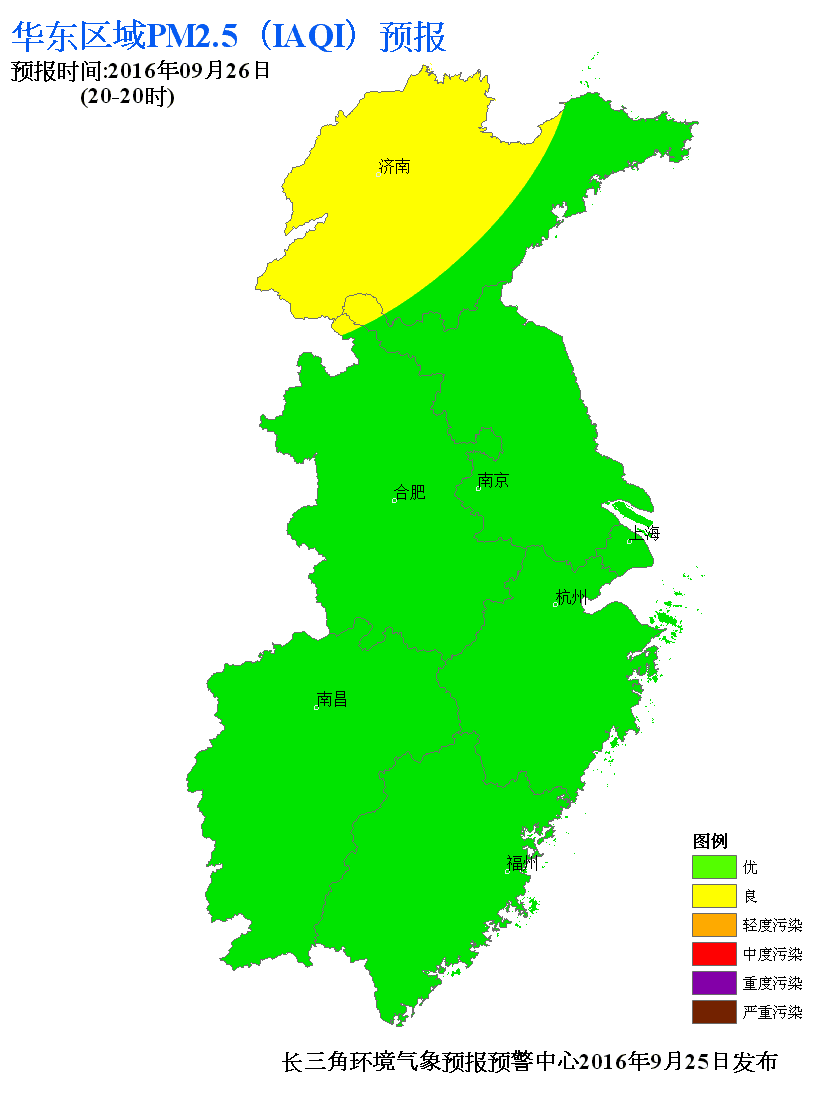 华东区域PM2.5（IAQI）预报
预报时间:2016年09月26日
(20-20时)
济南
南京
合肥
上海
杭州
南昌
福州
图例
优
良
轻度污染
中度污染
重度污染
严重污染
长三角环境气象预报预警中心2016年9月25日发布